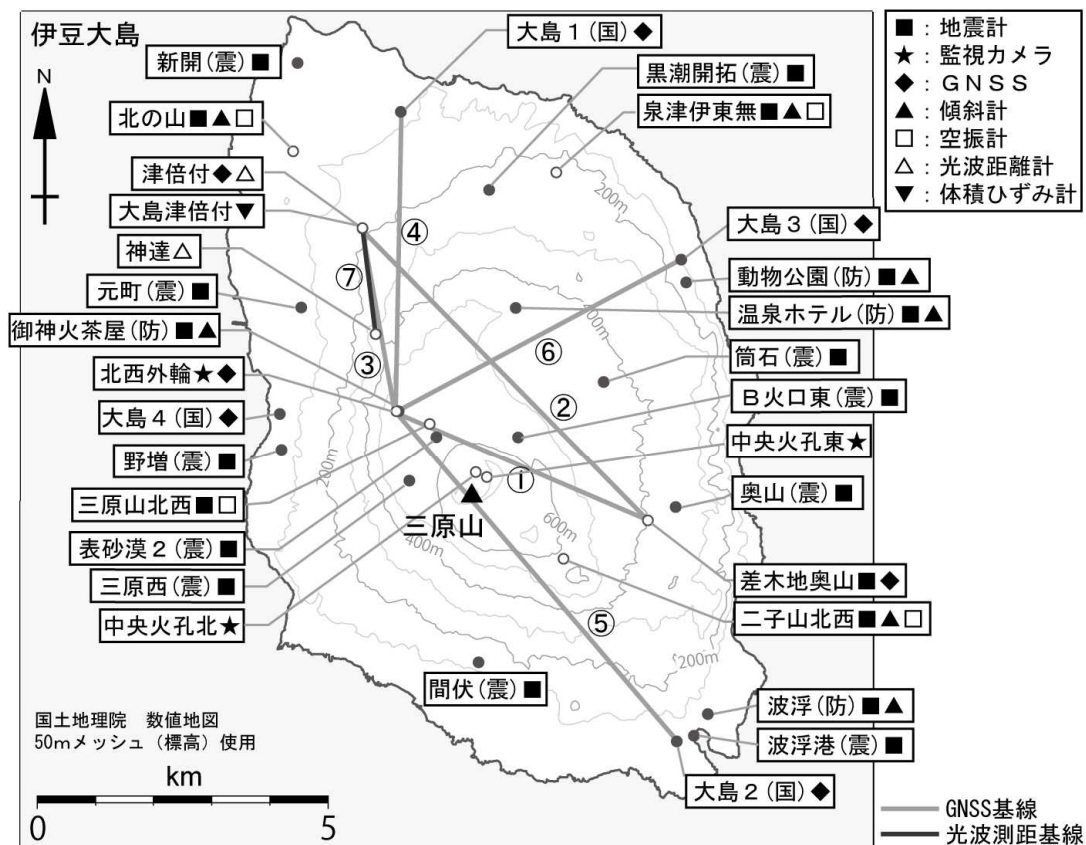 伊豆大島
N
新開(震)■
北の山■▲□
津倍付◆△
大島津倍付▼
神達△
元町(震)■
御神火茶屋(防)■▲
北西外輪★◆
大島4(国)◆
野増(震)■
三原山北西■□
表砂漠2(震)■
三原西(震)■
中央火孔北★
大島1(国)◆
黒潮開拓(震)■
泉津伊東無■▲□
大島3(国)◆
動物公園(防)■▲
温泉ホテル(防)■▲
筒石(震)■
B火口東(震)■
中央火孔東★
奥山(震)■
差木地奥山■◆
二子山北西■▲□
波浮(防)■▲
波浮港(震)■
大島2(国)◆
間伏(震)■
三原山
①
②
③
④
⑤
⑥
⑦
200m
200m
200m
400m
600m
■:地震計
★:監視カメラ
◆:GNSS
▲:傾斜計
□:空振計
△:光波距離計
▼:体積ひずみ計
国土地理院 数値地図
50mメッシュ(標高)使用
km
0 5
GNSS基線
光波測距基線